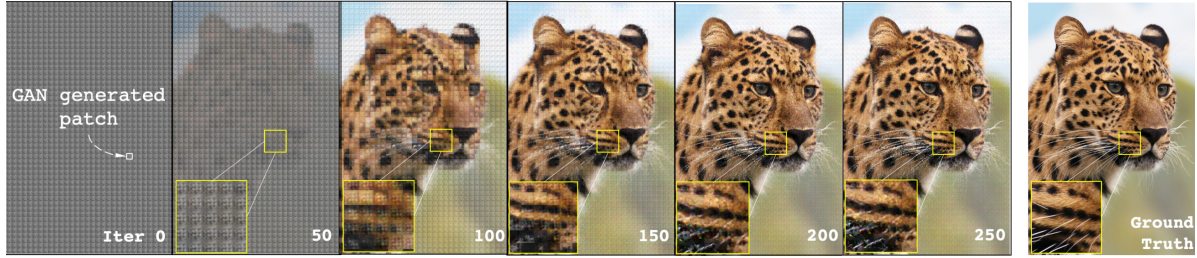 GAN generated
patch
Iter 0
50
100
150
200
250
Ground
Truth